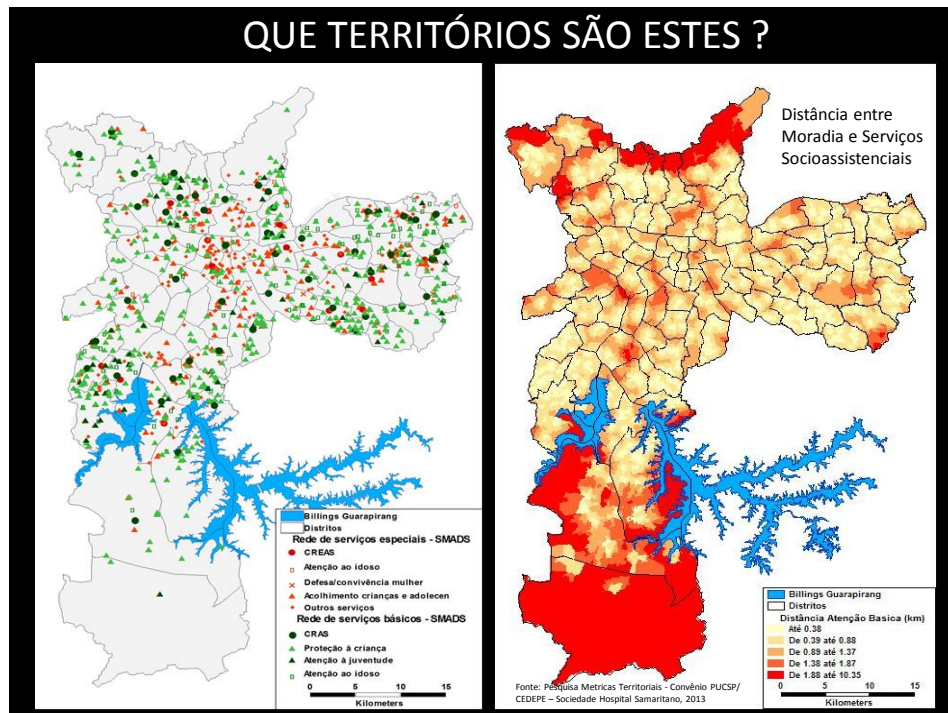 QUE TERRITÓRIOS SÃO ESTES ?
Billings Guarapirang
Distritos
Rede de serviços especiais - SMADS
CREAS
Atenção ao idoso
Defesa/convivência mulher
Acolhimento crianças e adolecen
Outros serviços
Rede de serviços básicos - SMADS
CRAS
Proteção à criança
Atenção à juventude
Atenção ao idoso
0 5 10 15
Kilometers
Distância entre
Moradia e Serviços
Socioassistenciais
Billings Guarapirang
Distritos
Distância Atenção Basica (km)
Até 0.38
De 0.39 até 0.88
De 0.89 até 1.37
De 1.38 até 1.87
De 1.88 até 10.35
0 5 10 15
Kilometers
Fonte: Pesquisa Metricas Territoriais - Convênio PUCSP/
CEDEPE – Sociedade Hospital Samaritano, 2013